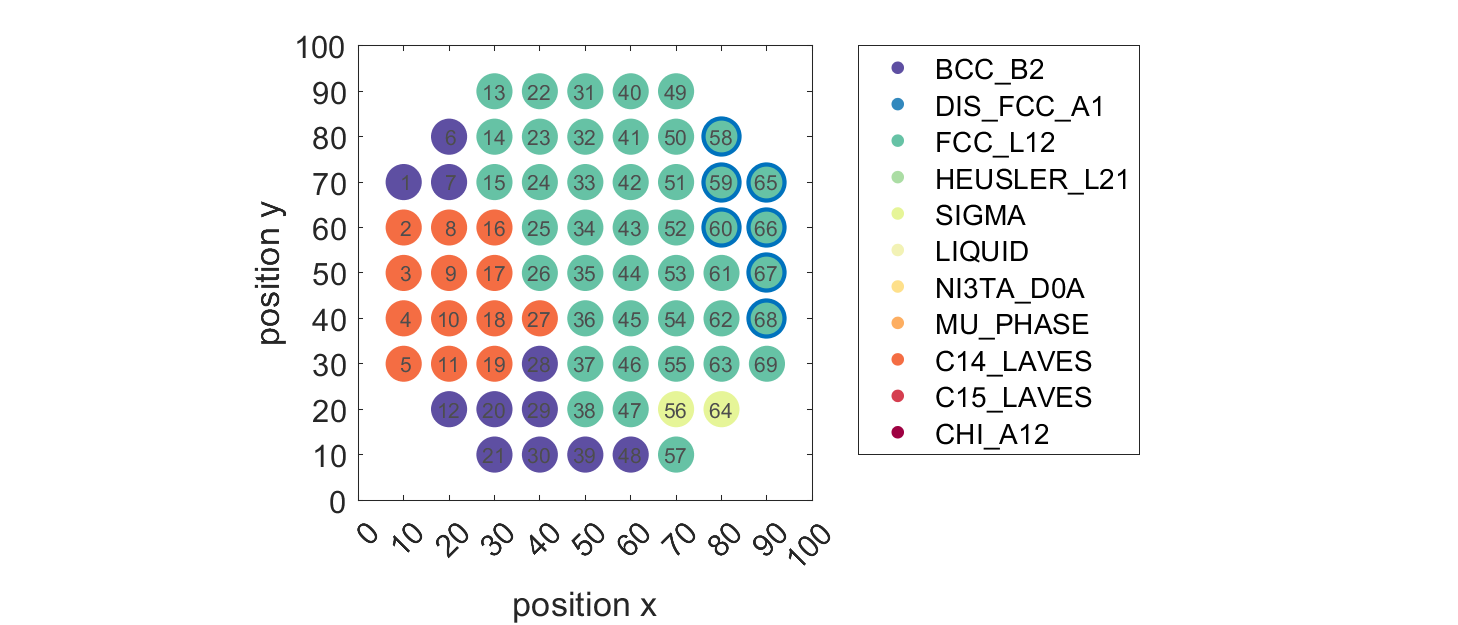 100
90 13 22 31 40 49
80 6 14 23 32 41 50 58
70 1 7 15 24 33 42 51 59 65
60 2 8 16 25 34 43 52 60 66
50 3 9 17 26 35 44 53 61 67
40 4 10 18 27 36 45 54 62 68
30 5 11 19 28 37 46 55 63 69
20 12 20 29 38 47 56 64
10 21 30 39 48 57
0
position y
0 10 20 30 40 50 60 70 80 90 100
position x
BCC_B2
DIS_FCC_A1
FCC_L12
HEUSLER_L21
SIGMA
LIQUID
NI3TA_D0A
MU_PHASE
C14_LAVES
C15_LAVES
CHI_A12